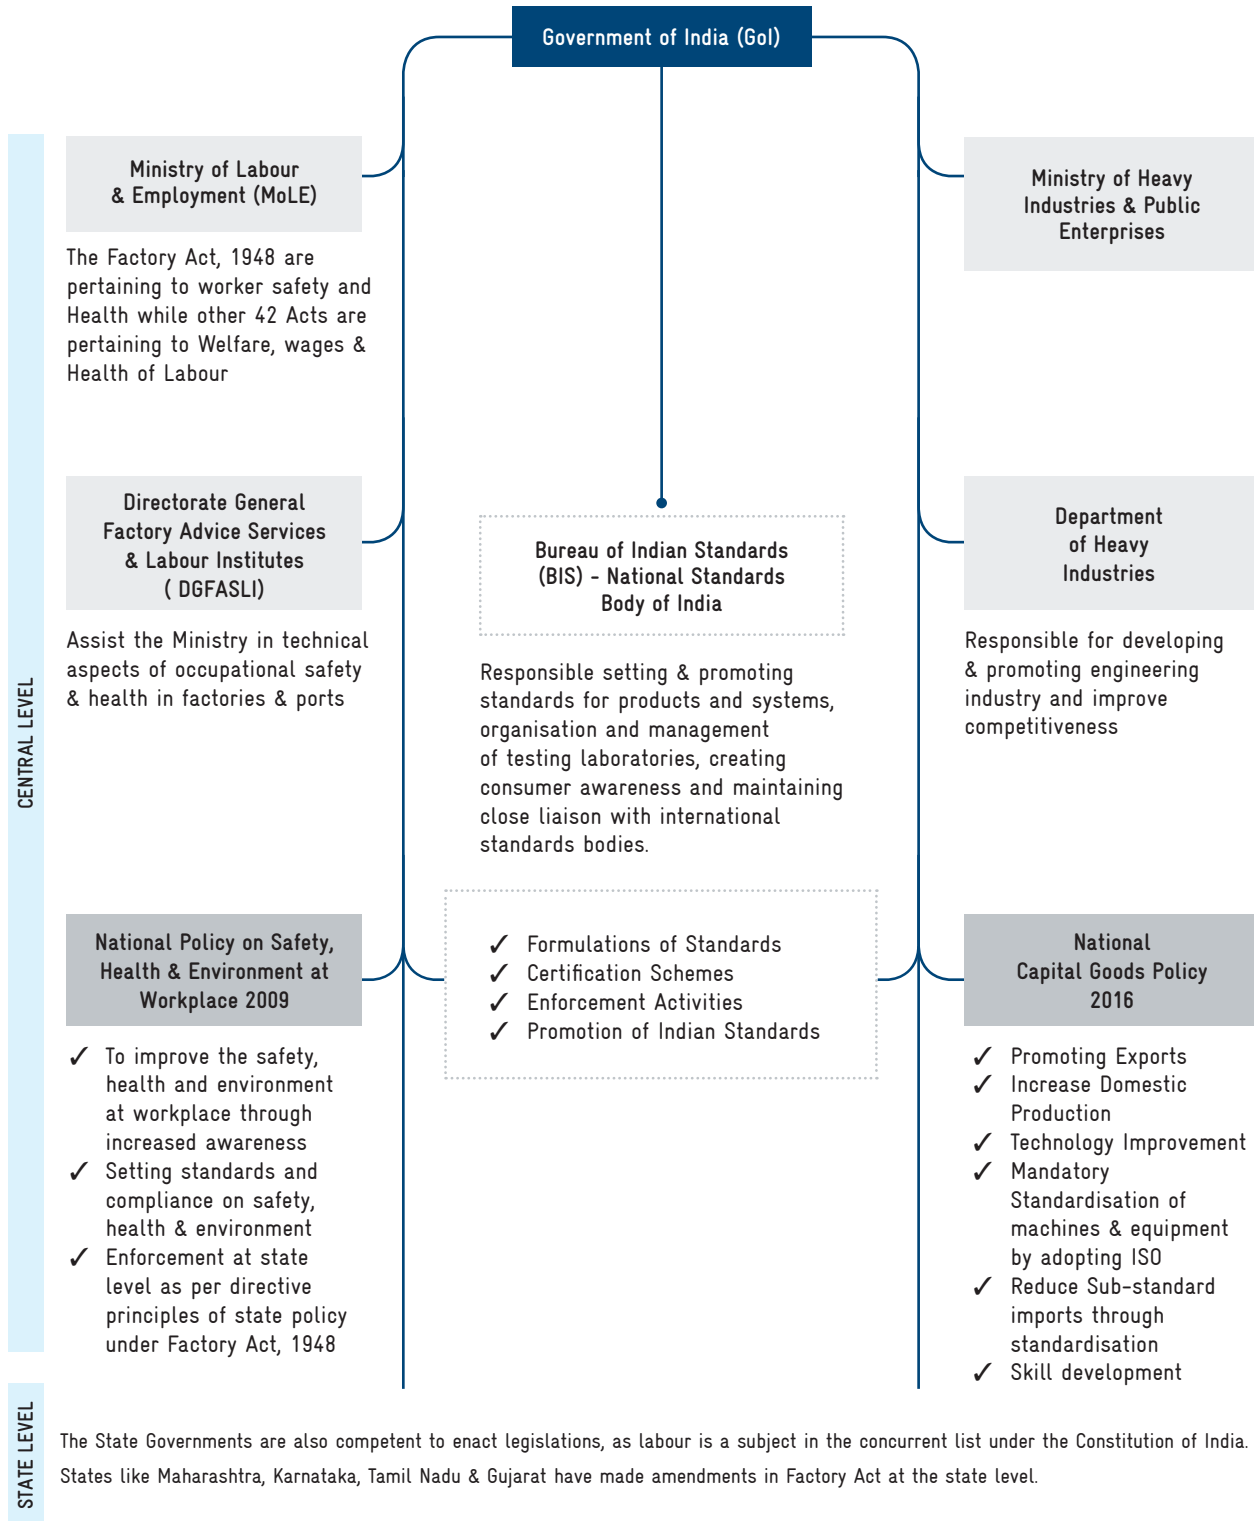 Government of India (GoI)
CENTRAL LEVEL
Ministry of Labour
& Employment (MoLE)
The Factory Act, 1948 are
pertaining to worker safety and
Health while other 42 Acts are
pertaining to Welfare, wages &
Health of Labour
Directorate General
Factory Advice Services
& Labour Institutes
( DGFASLI)
Assist the Ministry in technical
aspects of occupational safety
& health in factories & ports
National Policy on Safety,
Health & Environment at
Workplace 2009
✓ To improve the safety,
health and environment
at workplace through
increased awareness
✓ Setting standards and
compliance on safety,
health & environment
✓ Enforcement at state
level as per directive
principles of state policy
under Factory Act, 1948
Bureau of Indian Standards
(BIS) - National Standards
Body of India
Responsible setting & promoting
standards for products and systems,
organisation and management
of testing laboratories, creating
consumer awareness and maintaining
close liaison with international
standards bodies.
✓ Formulations of Standards
✓ Certification Schemes
✓ Enforcement Activities
✓ Promotion of Indian Standards
Ministry of Heavy
Industries & Public
Enterprises
Department
of Heavy
Industries
Responsible for developing
& promoting engineering
industry and improve
competitiveness
National
Capital Goods Policy
2016
✓ Promoting Exports
✓ Increase Domestic
Production
✓ Technology Improvement
✓ Mandatory
Standardisation of
machines & equipment
by adopting ISO
✓ Reduce Sub-standard
imports through
standardisation
✓ Skill development
STATE LEVEL
The State Governments are also competent to enact legislations, as labour is a subject in the concurrent list under the Constitution of India.
States like Maharashtra, Karnataka, Tamil Nadu & Gujarat have made amendments in Factory Act at the state level.